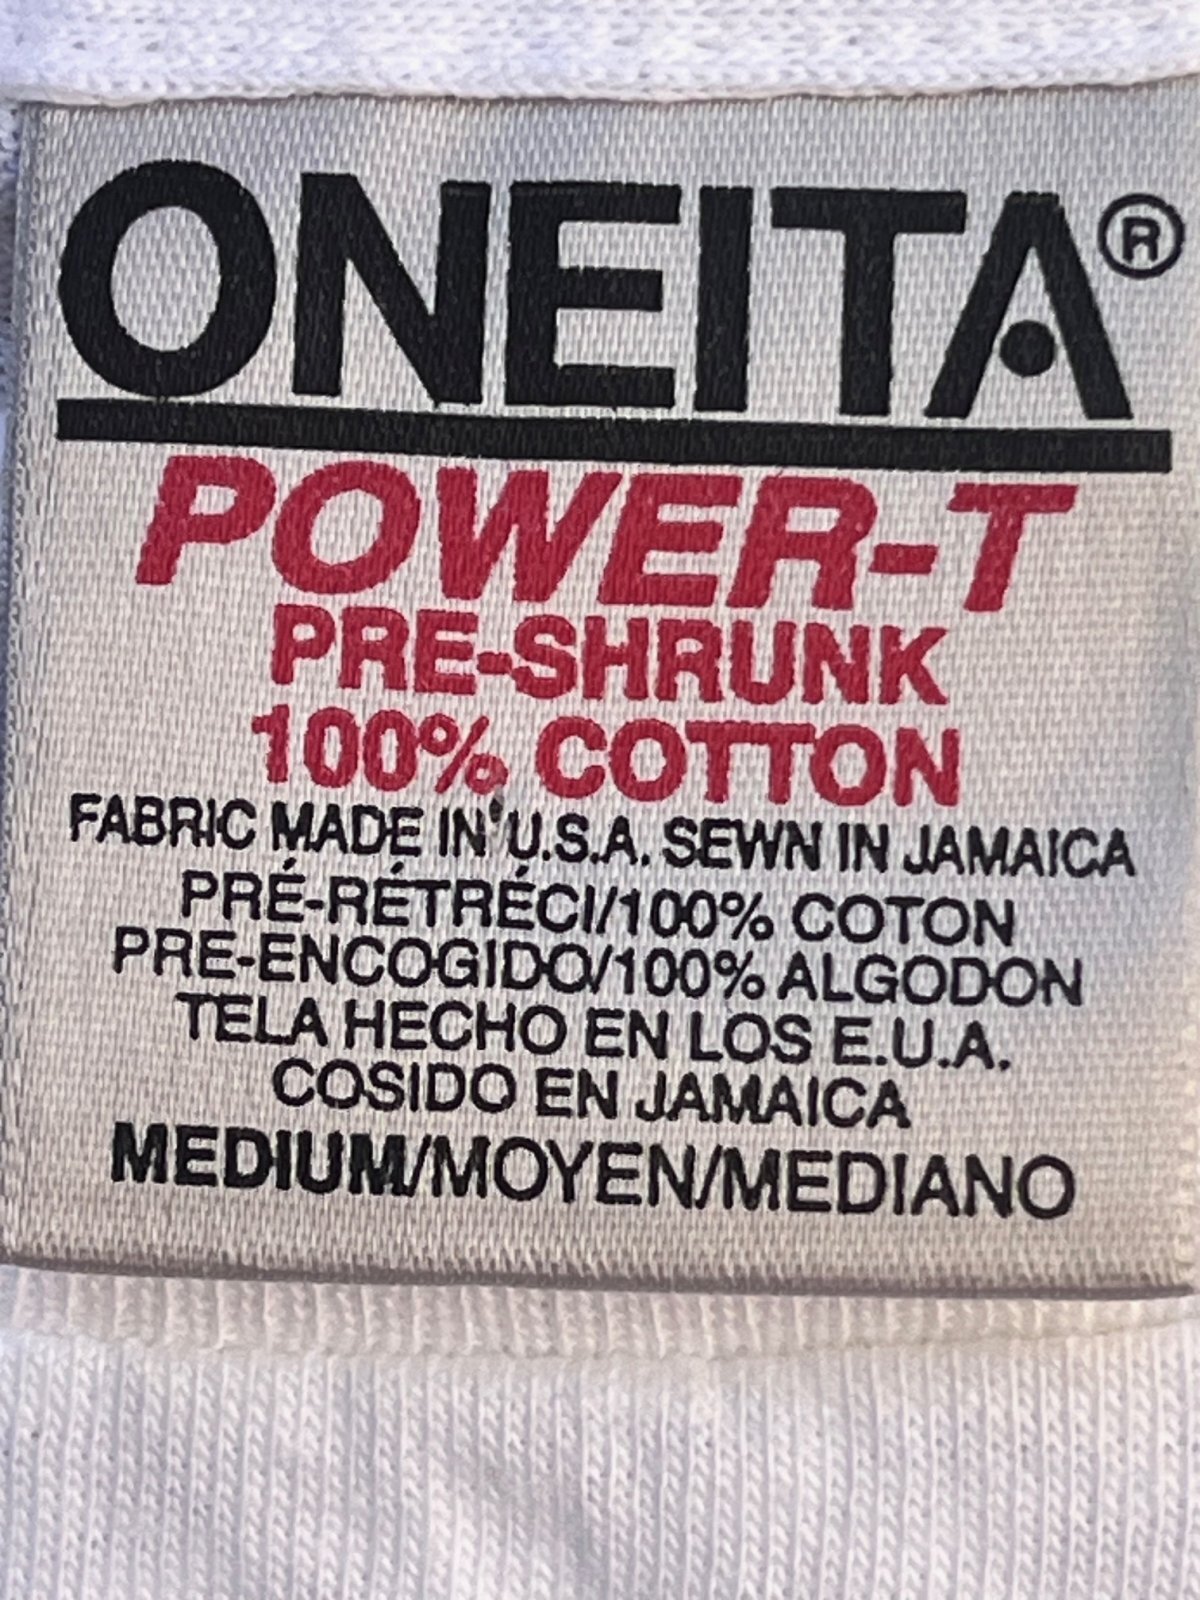 ONEITA®
POWER-T
PRE-SHRUNK
100% COTTON
FABRIC MADE IN U.S.A. SEWN IN JAMAICA
PRÉ-RÉTRÉCI/100% COTON
PRE-ENCOGIDO/100% ALGODON
TELA HECHO EN LOS E.U.A.
COSIDO EN JAMAICA
MEDIUM/MOYEN/MEDIANO